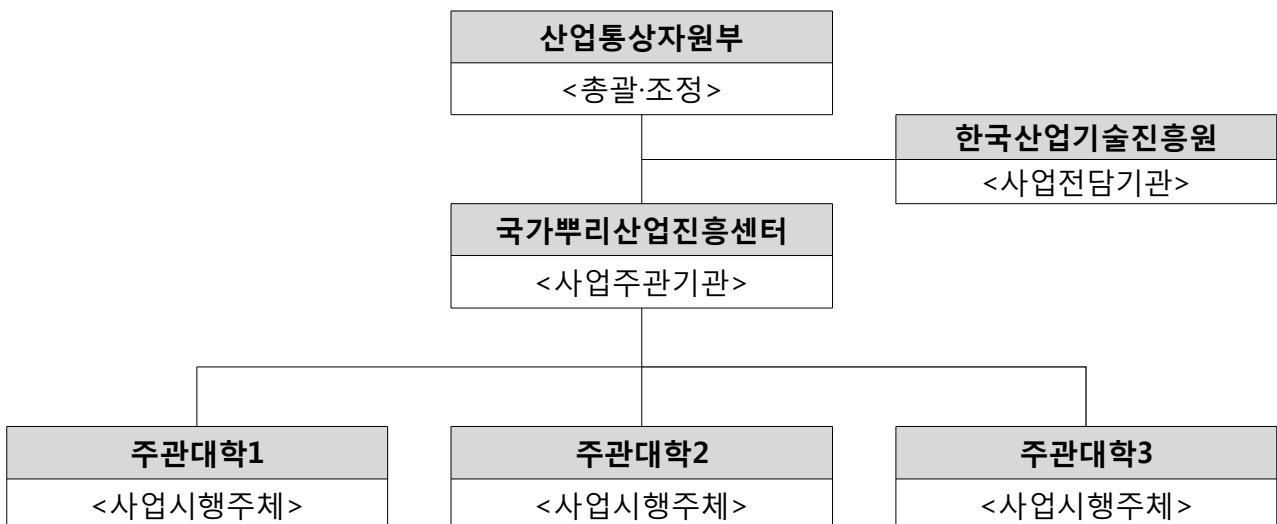 산업통상자원부
<총괄·조정>
한국산업기술진흥원
<사업전담기관>
국가뿌리산업진흥센터
<사업주관기관>
주관대학1
<사업시행주체>
주관대학2
<사업시행주체>
주관대학3
<사업시행주체>